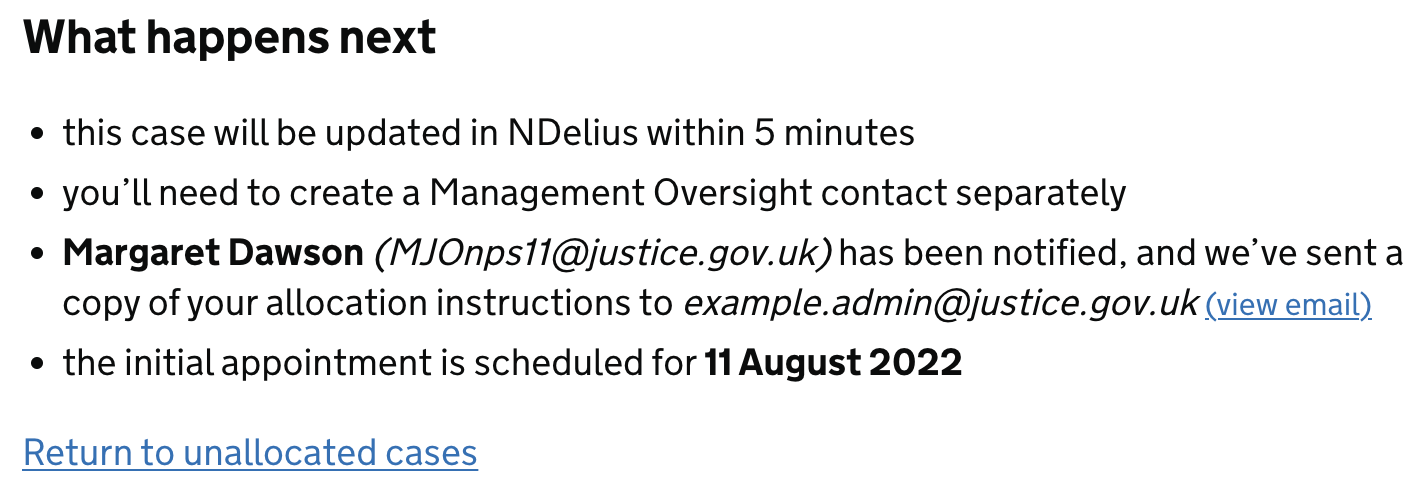 What happens next
• this case will be updated in NDelius within 5 minutes
• you’ll need to create a Management Oversight contact separately
• Margaret Dawson (MJOnps11@justice.gov.uk) has been notified, and we’ve sent a
copy of your allocation instructions to example.admin@justice.gov.uk (view email)
• the initial appointment is scheduled for 11 August 2022
Return to unallocated cases